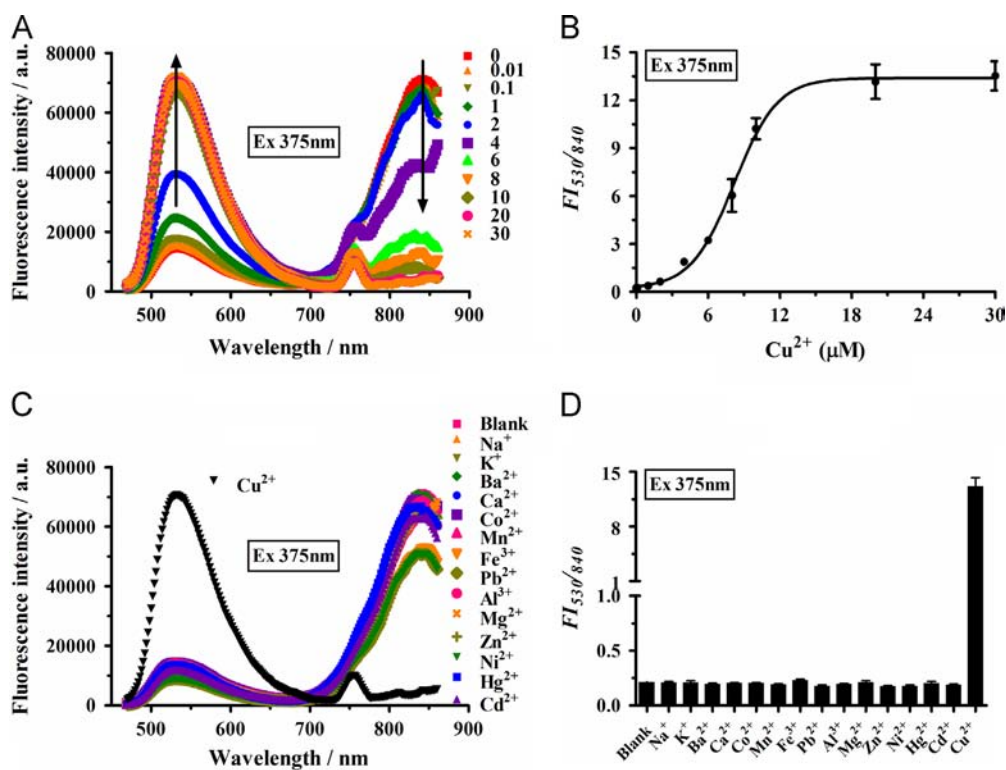 A
Fluorescence intensity / a.u.
80000
60000
40000
20000
0
500
600
700
800
900
Wavelength / nm
Ex 375nm
0
0.01
0.1
1
2
4
6
8
10
20
30
B
FI530/840
15
12
9
6
3
0
0
6
12
18
24
30
Cu2+ (μM)
Ex 375nm
C
Fluorescence intensity / a.u.
80000
60000
40000
20000
0
500
600
700
800
900
Wavelength / nm
Cu2+
Ex 375nm
Blank
Na+
K+
Ba2+
Ca2+
Co2+
Mn2+
Fe3+
Pb2+
Al3+
Mg2+
Zn2+
Ni2+
Hg2+
Cd2+
D
FI530/840
15
8
1
1.0
0.5
0.0
Ex 375nm
Blank
Na+
K+
Ba2+
Ca2+
Co2+
Mn2+
Fe3+
Pb2+
Al3+
Mg2+
Zn2+
Ni2+
Hg2+
Cd2+
Cu2+